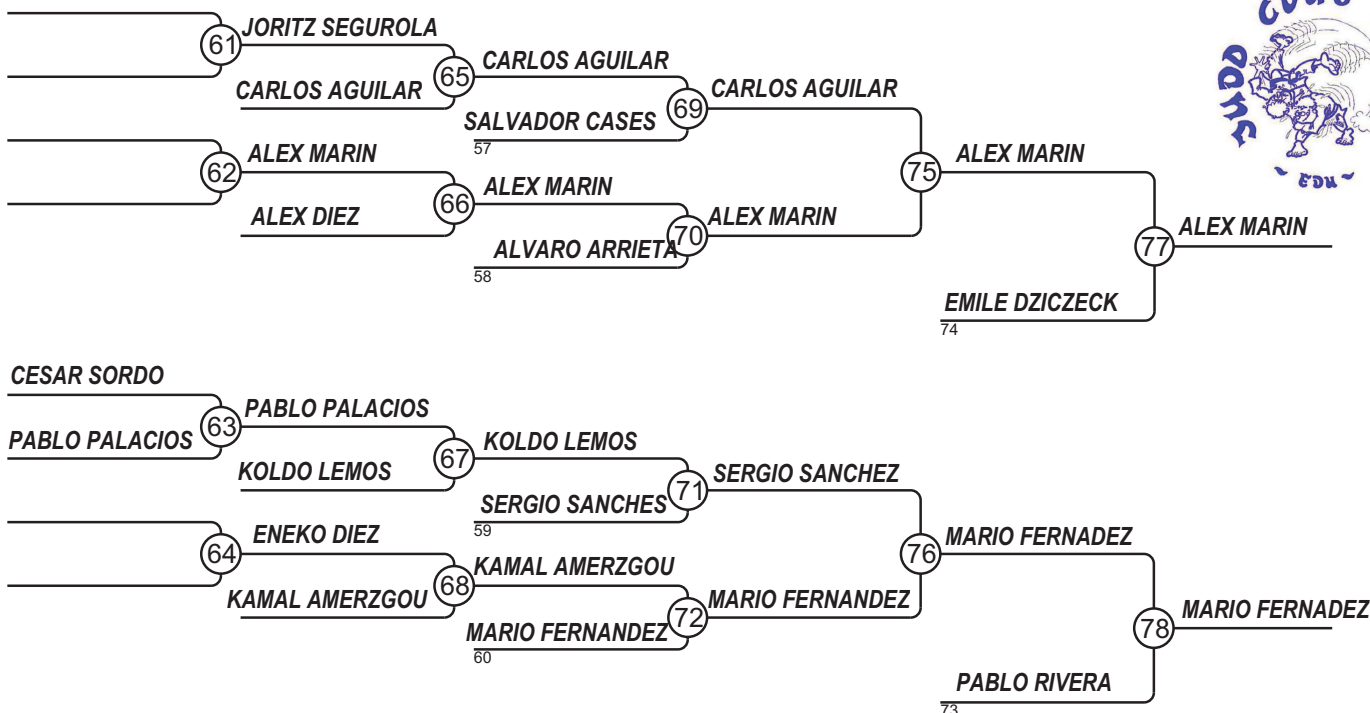 JORITZ SEGUROLA
61
CARLOS AGUILAR
65
CARLOS AGUILAR
CARLOS AGUILAR
69
SALVADOR CASES
57
ALEX MARIN
62
ALEX MARIN
75
ALEX MARIN
66
ALEX DIEZ
ALEX MARIN
70
ALVARO ARRIETA
58
ALEX MARIN
77
EMILE DZICZECK
74
JUDO
~ EDU ~
CESAR SORDO
PABLO PALACIOS
63
PABLO PALACIOS
KOLDO LEMOS
67
KOLDO LEMOS
SERGIO SANCHEZ
71
SERGIO SANCHES
59
ENEKO DIEZ
64
MARIO FERNADEZ
76
KAMAL AMERZGOU
68
KAMAL AMERZGOU
MARIO FERNANDEZ
72
MARIO FERNANDEZ
60
MARIO FERNADEZ
78
PABLO RIVERA
73